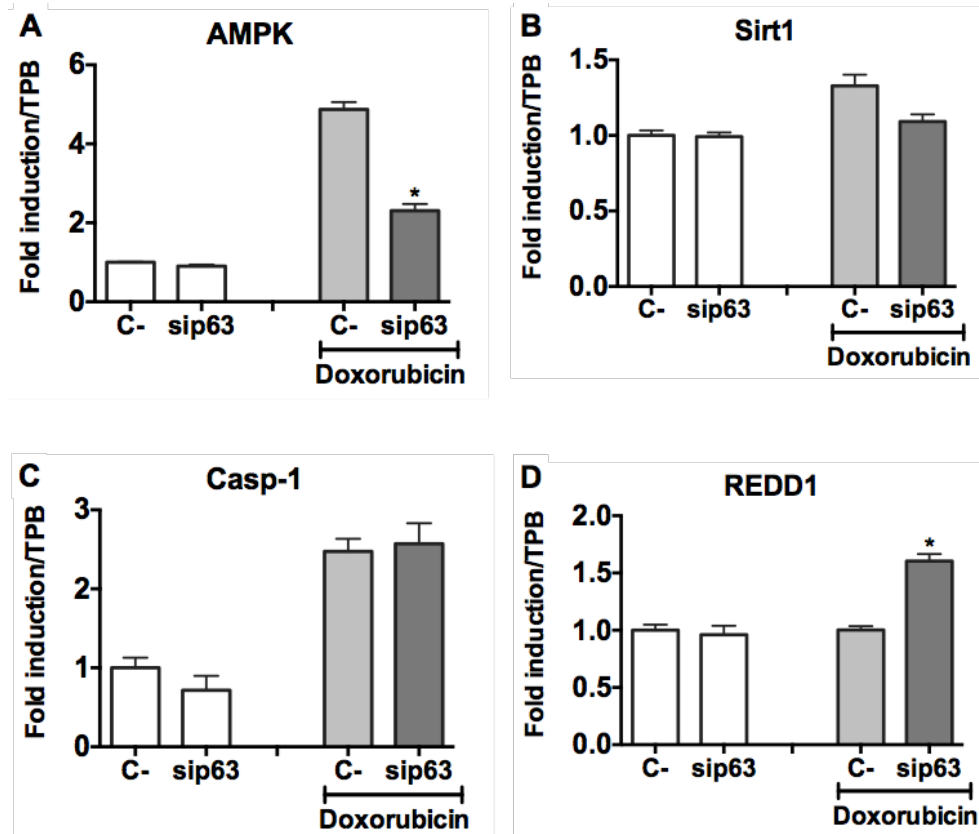 A
AMPK
Fold induction/TPB
6
4
2
0
*
C- sip63 C- sip63
Doxorubicin
B
Sirt1
Fold induction/TPB
1.5
1.0
0.5
0.0
C- sip63 C- sip63
Doxorubicin
C
Casp-1
Fold induction/TPB
3
2
1
0
C- sip63 C- sip63
Doxorubicin
D
REDD1
Fold induction/TPB
2.0
1.5
1.0
0.5
0.0
*
C- sip63 C- sip63
Doxorubicin